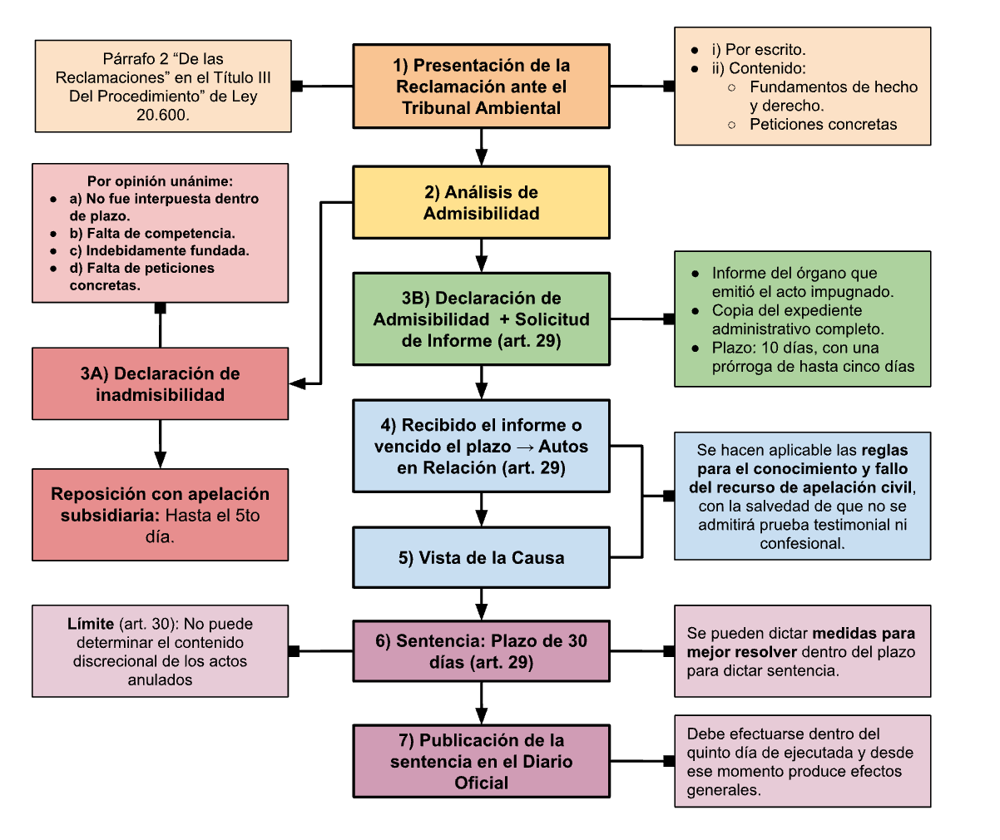 Párrafo 2 “De las
Reclamaciones” en el Título III
Del Procedimiento” de Ley
20.600.
1) Presentación de la
Reclamación ante el
Tribunal Ambiental
● i) Por escrito.
● ii) Contenido:
○ Fundamentos de hecho
y derecho.
○ Peticiones concretas
Por opinión unánime:
● a) No fue interpuesta dentro
de plazo.
● b) Falta de competencia.
● c) Indebidamente fundada.
● d) Falta de peticiones
concretas.
2) Análisis de
Admisibilidad
3B) Declaración de
Admisibilidad + Solicitud
de Informe (art. 29)
● Informe del órgano que
emitió el acto impugnado.
● Copia del expediente
administrativo completo.
● Plazo: 10 días, con una
prórroga de hasta cinco días
3A) Declaración de
inadmisibilidad
4) Recibido el informe o
vencido el plazo → Autos
en Relación (art. 29)
Se hacen aplicable las reglas
para el conocimiento y fallo
del recurso de apelación civil,
con la salvedad de que no se
admitirá prueba testimonial ni
confesional.
Reposición con apelación
subsidiaria: Hasta el 5to
día.
5) Vista de la Causa
Límite (art. 30): No puede
determinar el contenido
discrecional de los actos
anulados
6) Sentencia: Plazo de 30
días (art. 29)
Se pueden dictar medidas para
mejor resolver dentro del plazo
para dictar sentencia.
7) Publicación de la
sentencia en el Diario
Oficial
Debe efectuarse dentro del
quinto día de ejecutada y desde
ese momento produce efectos
generales.